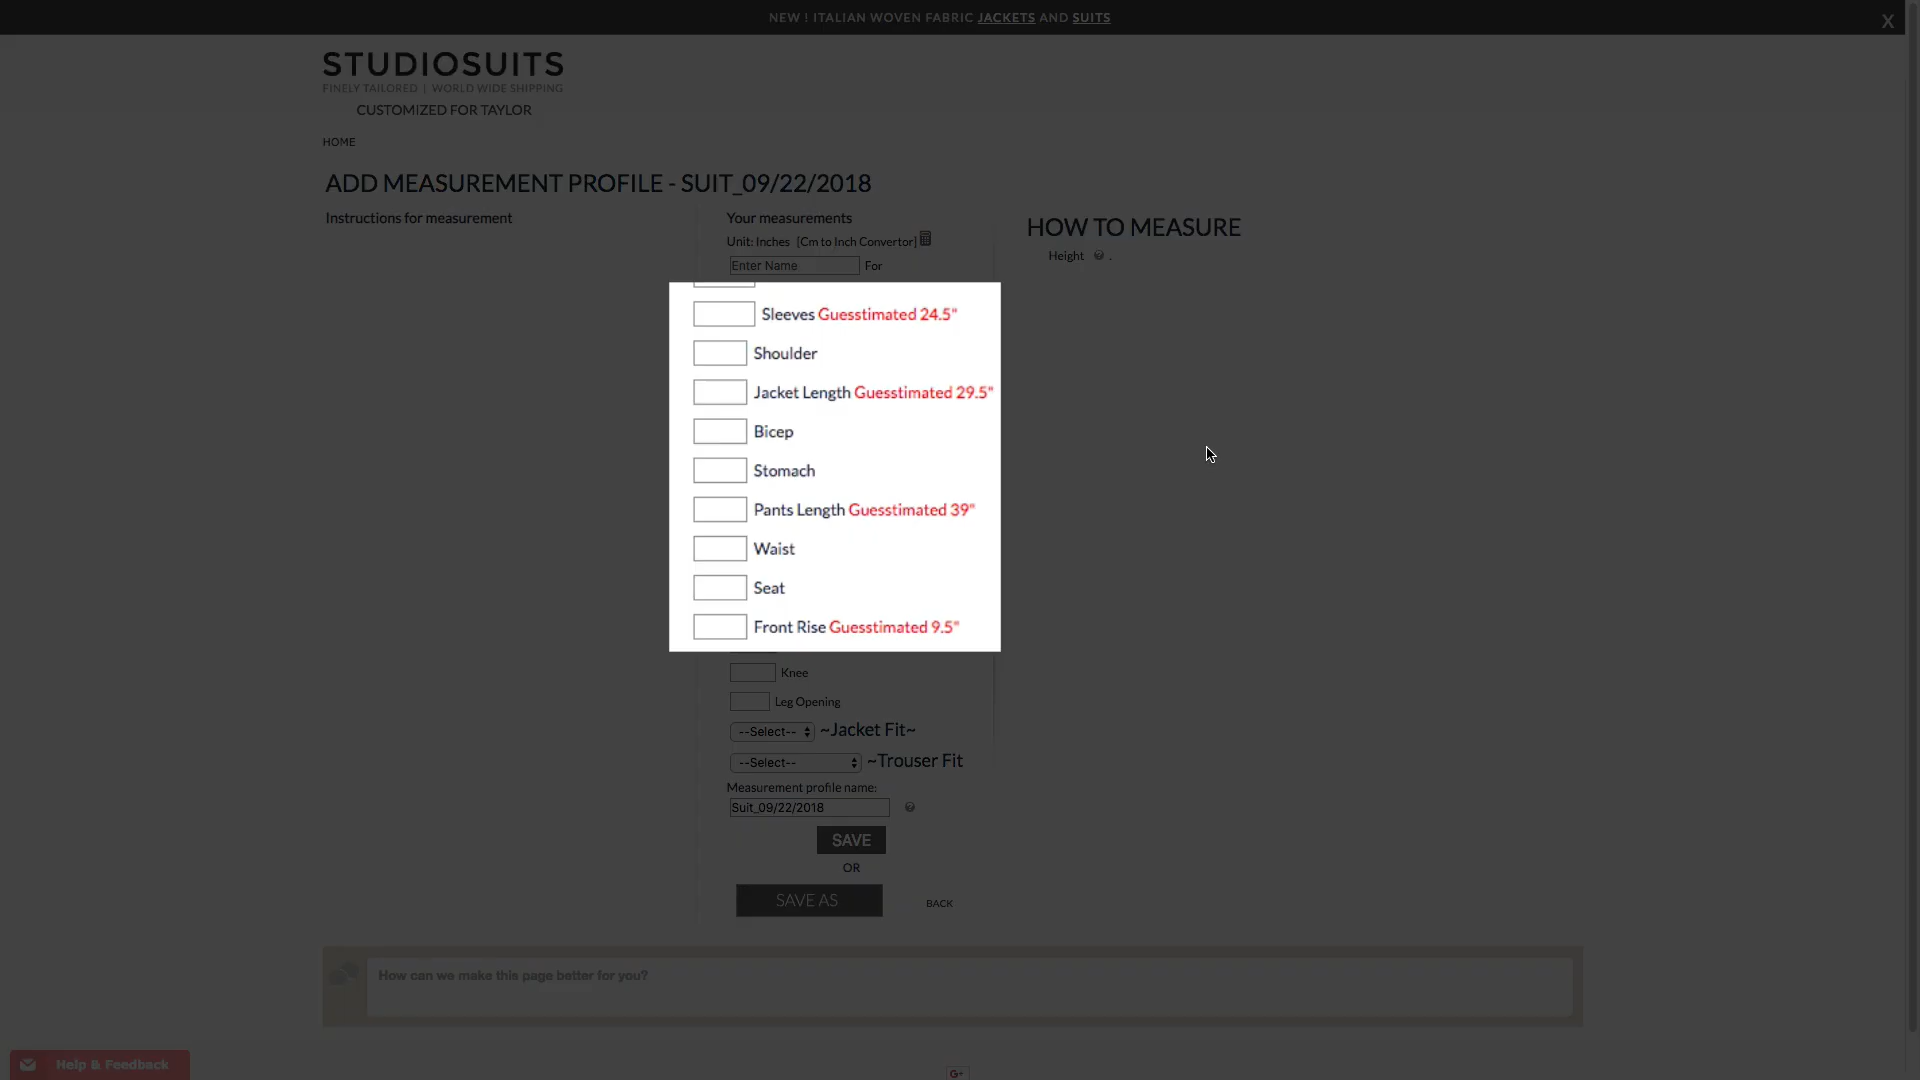 NEW ! ITALIAN WOVEN FABRIC JACKETS AND SUITS
X
STUDIOSUITS
FINELY TAILORED | WORLD WIDE SHIPPING
CUSTOMIZED FOR TAYLOR
HOME
ADD MEASUREMENT PROFILE - SUIT_09/22/2018
Instructions for measurement
Your measurements
Unit: Inches [Cm to Inch Convertor]
Enter Name For
HOW TO MEASURE
Height .
Sleeves Guesstimated 24.5"
Shoulder
Jacket Length Guesstimated 29.5"
Bicep
Stomach
Pants Length Guesstimated 39"
Waist
Seat
Front Rise Guesstimated 9.5"
Knee
Leg Opening
--Select-- ~Jacket Fit~
--Select-- ~Trouser Fit
Measurement profile name:
Suit_09/22/2018
SAVE
OR
SAVE AS
BACK
How can we make this page better for you?
Help & Feedback
G+